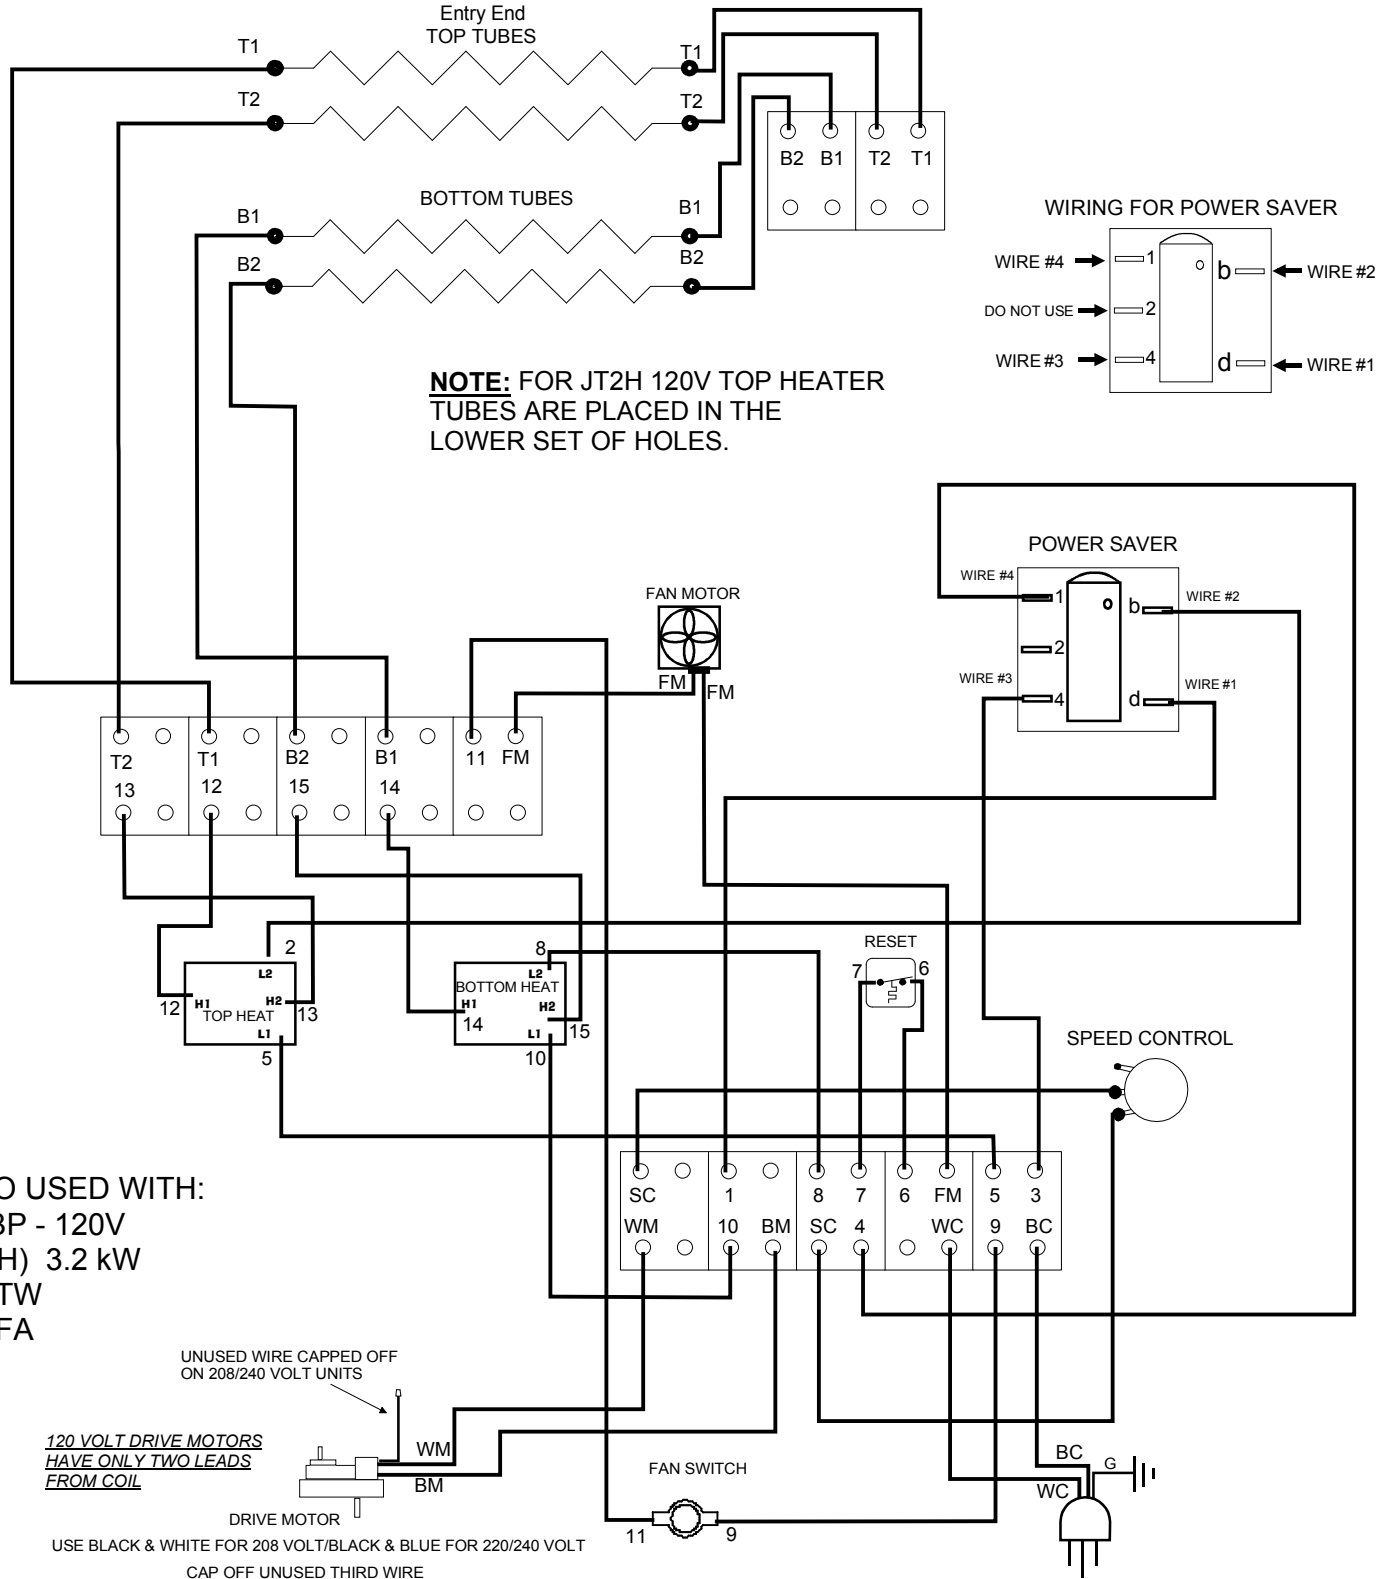 Entry End
TOP TUBES
T1
T1
T2
T2
B2 B1 T2 T1
BOTTOM TUBES
B1
B1
B2
B2
WIRING FOR POWER SAVER
WIRE #4
1
b
WIRE #2
DO NOT USE
2
WIRE #3
4
d
WIRE #1
NOTE: FOR JT2H 120V TOP HEATER
TUBES ARE PLACED IN THE
LOWER SET OF HOLES.
POWER SAVER
WIRE #4
1
b
WIRE #2
2
WIRE #3
4
d
WIRE #1
FAN MOTOR
FM
FM
T2 T1 B2 B1 11 FM
13 12 15 14
2
L2
12
H1
H2
13
TOP HEAT
L1
5
8
L2
BOTTOM HEAT
H1
H2
14
15
L1
10
RESET
7
6
SPEED CONTROL
SC 1 8 7 6 FM 5 3
WM 10 BM SC 4 WC 9 BC
O USED WITH:
BP - 120V
H) 3.2 kW
TW
FA
UNUSED WIRE CAPPED OFF
ON 208/240 VOLT UNITS
120 VOLT DRIVE MOTORS
HAVE ONLY TWO LEADS
FROM COIL
WM
BM
DRIVE MOTOR
FAN SWITCH
11
9
BC
G
WC
USE BLACK & WHITE FOR 208 VOLT/BLACK & BLUE FOR 220/240 VOLT
CAP OFF UNUSED THIRD WIRE